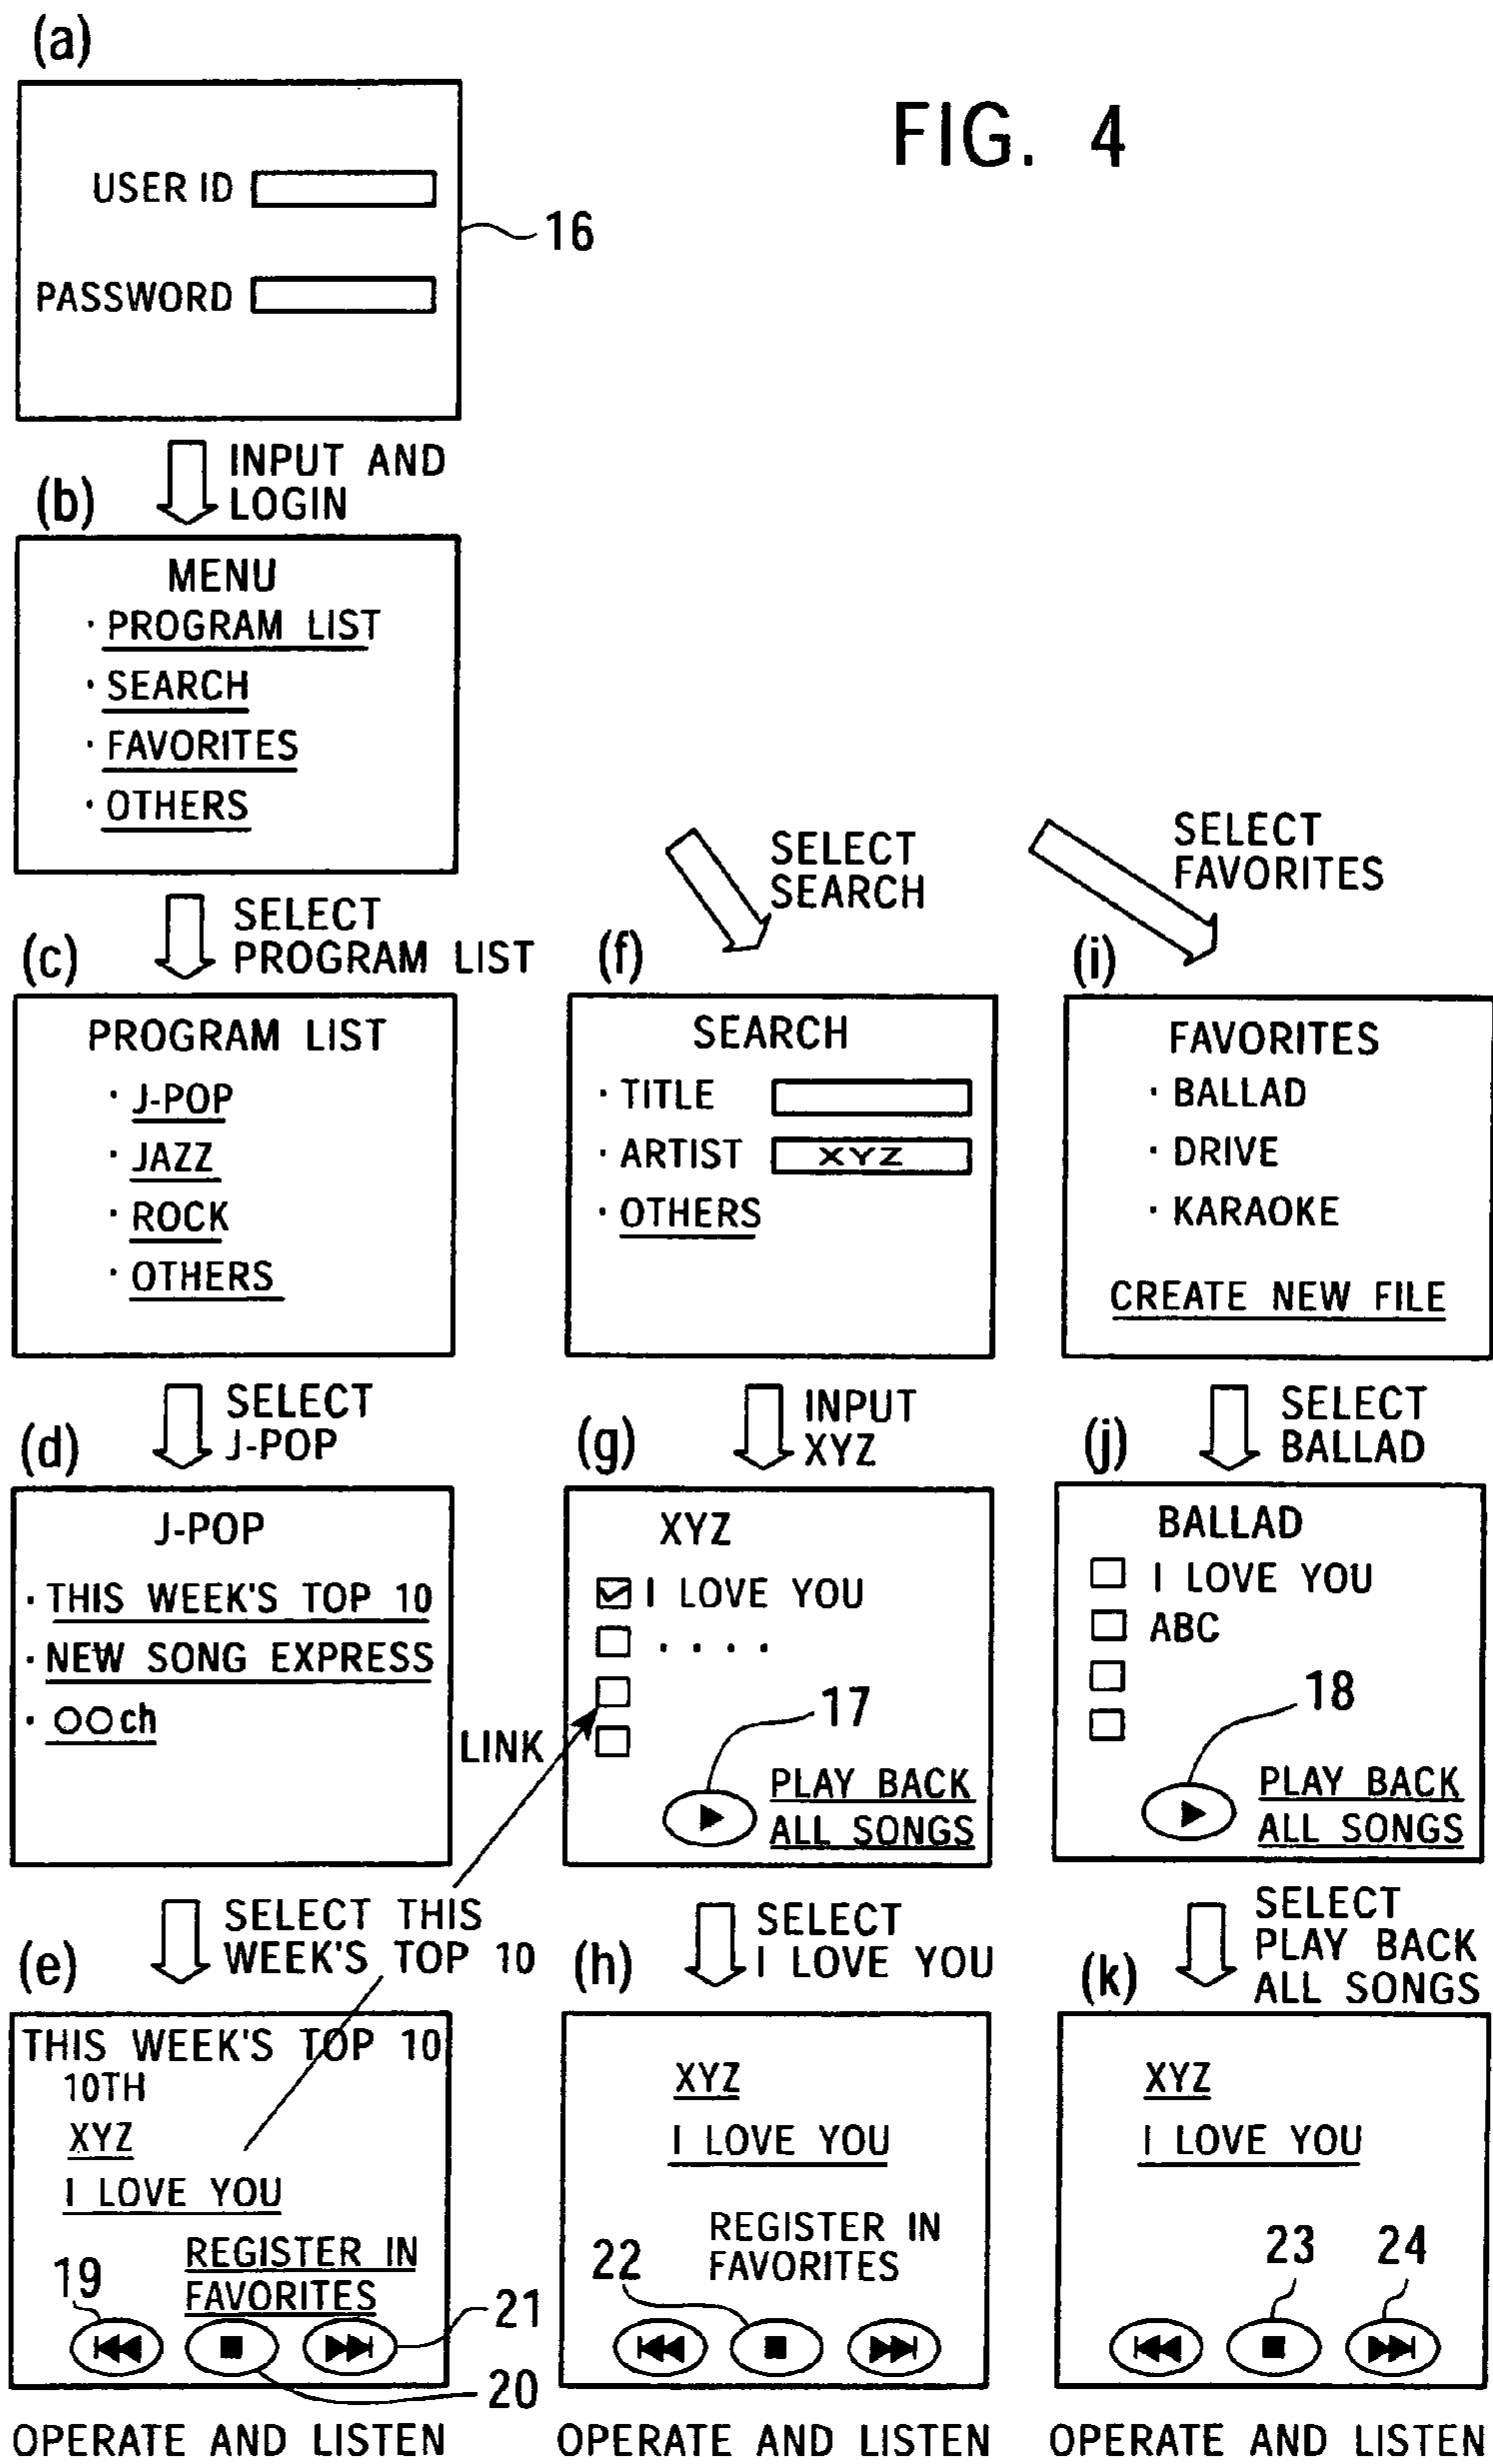 FIG. 4
(a)
USER ID
PASSWORD
16
INPUT AND
LOGIN
(b)
MENU
· PROGRAM LIST
· SEARCH
· FAVORITES
· OTHERS
SELECT
PROGRAM LIST
(c)
PROGRAM LIST
· J-POP
· JAZZ
· ROCK
· OTHERS
SELECT
J-POP
(d)
J-POP
· THIS WEEK'S TOP 10
· NEW SONG EXPRESS
· ○○ch
SELECT THIS
WEEK'S TOP 10
LINK
(e)
THIS WEEK'S TOP 10
10TH
XYZ
I LOVE YOU
REGISTER IN
FAVORITES
19
21
20
OPERATE AND LISTEN
SELECT
SEARCH
(f)
SEARCH
· TITLE
· ARTIST XYZ
· OTHERS
INPUT
XYZ
(g)
XYZ
I LOVE YOU
· · · ·
17
PLAY BACK
ALL SONGS
SELECT
I LOVE YOU
(h)
XYZ
I LOVE YOU
REGISTER IN
FAVORITES
22
OPERATE AND LISTEN
SELECT
FAVORITES
(i)
FAVORITES
· BALLAD
· DRIVE
· KARAOKE
CREATE NEW FILE
SELECT
BALLAD
(j)
BALLAD
I LOVE YOU
ABC
18
PLAY BACK
ALL SONGS
SELECT
PLAY BACK
ALL SONGS
(k)
XYZ
I LOVE YOU
23 24
OPERATE AND LISTEN